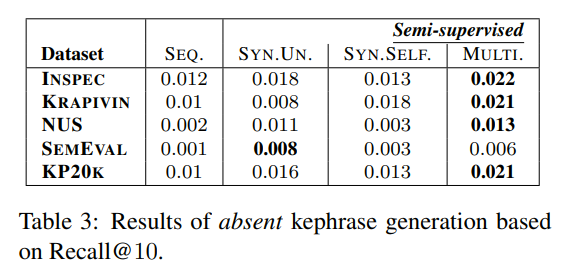 Semi-supervised
Dataset SEQ. SYN.UN. SYN.SELF. MULTI.
INSPEC 0.012 0.018 0.013 0.022
KRAPIVIN 0.01 0.008 0.018 0.021
NUS 0.002 0.011 0.003 0.013
SEMEVAL 0.001 0.008 0.003 0.006
KP20K 0.01 0.016 0.013 0.021
Table 3: Results of absent kephrase generation based
on Recall@10.